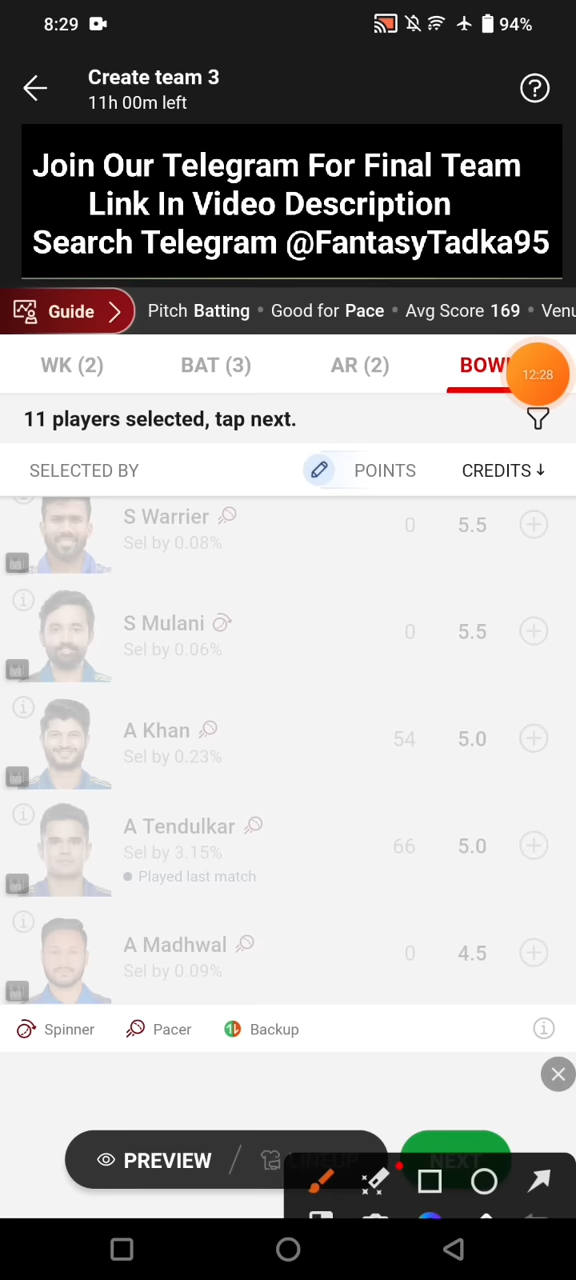 8:29
94%
Create team 3
11h 00m left
Join Our Telegram For Final Team
Link In Video Description
Search Telegram @FantasyTadka95
Guide
Pitch Batting • Good for Pace • Avg Score 169 • Venu
WK (2)
BAT (3)
AR (2)
BOW
12:28
11 players selected, tap next.
SELECTED BY
POINTS
CREDITS
S Warrier
0
5.5
Sel by 0.08%
S Mulani
0
5.5
Sel by 0.06%
A Khan
54
5.0
Sel by 0.23%
A Tendulkar
66
5.0
Sel by 3.15%
Played last match
A Madhwal
0
4.5
Sel by 0.09%
Spinner
Pacer
Backup
PREVIEW
LINEUP
NEXT